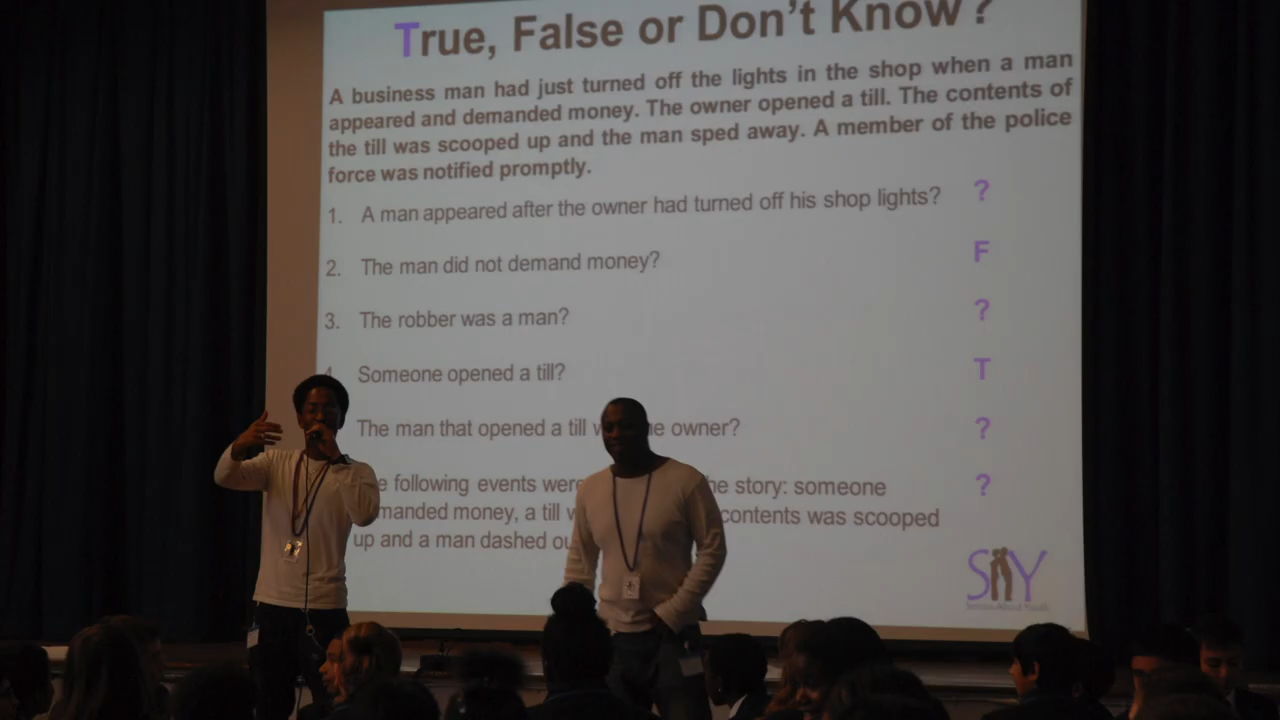 True, False or Don't Know?
A business man had just turned off the lights in the shop when a man
appeared and demanded money. The owner opened a till. The contents of
the till was scooped up and the man sped away. A member of the police
force was notified promptly.
1. A man appeared after the owner had turned off his shop lights? ?
2. The man did not demand money? F
3. The robber was a man? ?
4. Someone opened a till? T
The man that opened a till owner? ?
following events were story: someone ?
money, a till contents was scooped
up and a man dashed
SAY
Serious About Youth